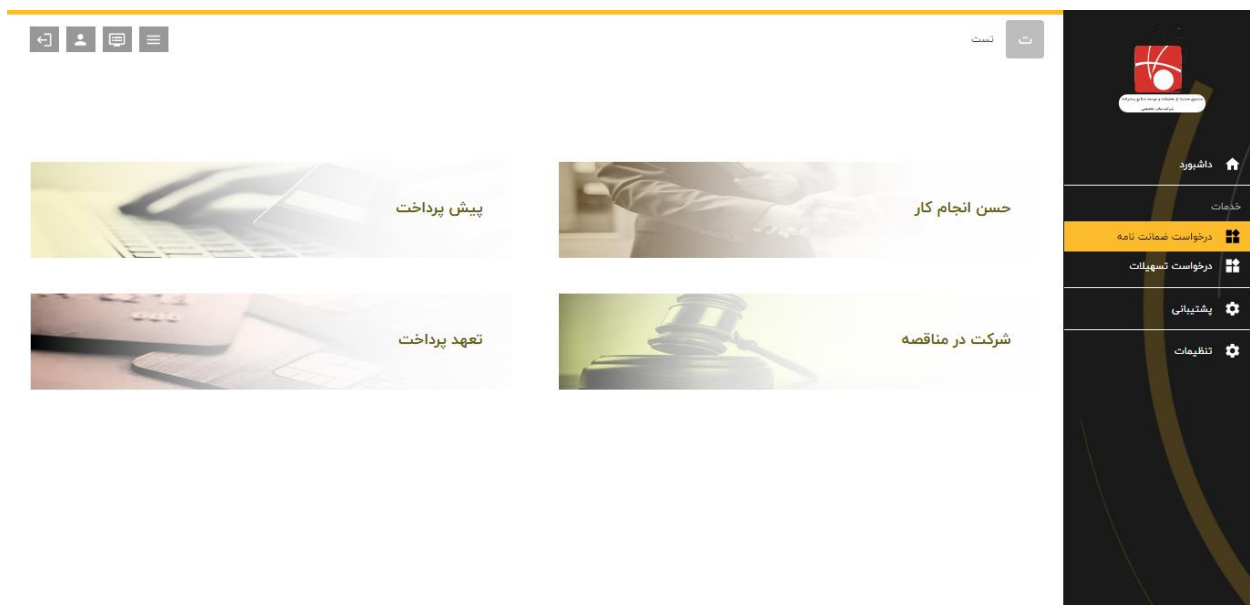 ت
تست
داشبورد
خدمات
درخواست ضمانت نامه
درخواست تسهیلات
پشتیبانی
تنظیمات
حسن انجام کار
پیش پرداخت
شرکت در مناقصه
تعهد پرداخت